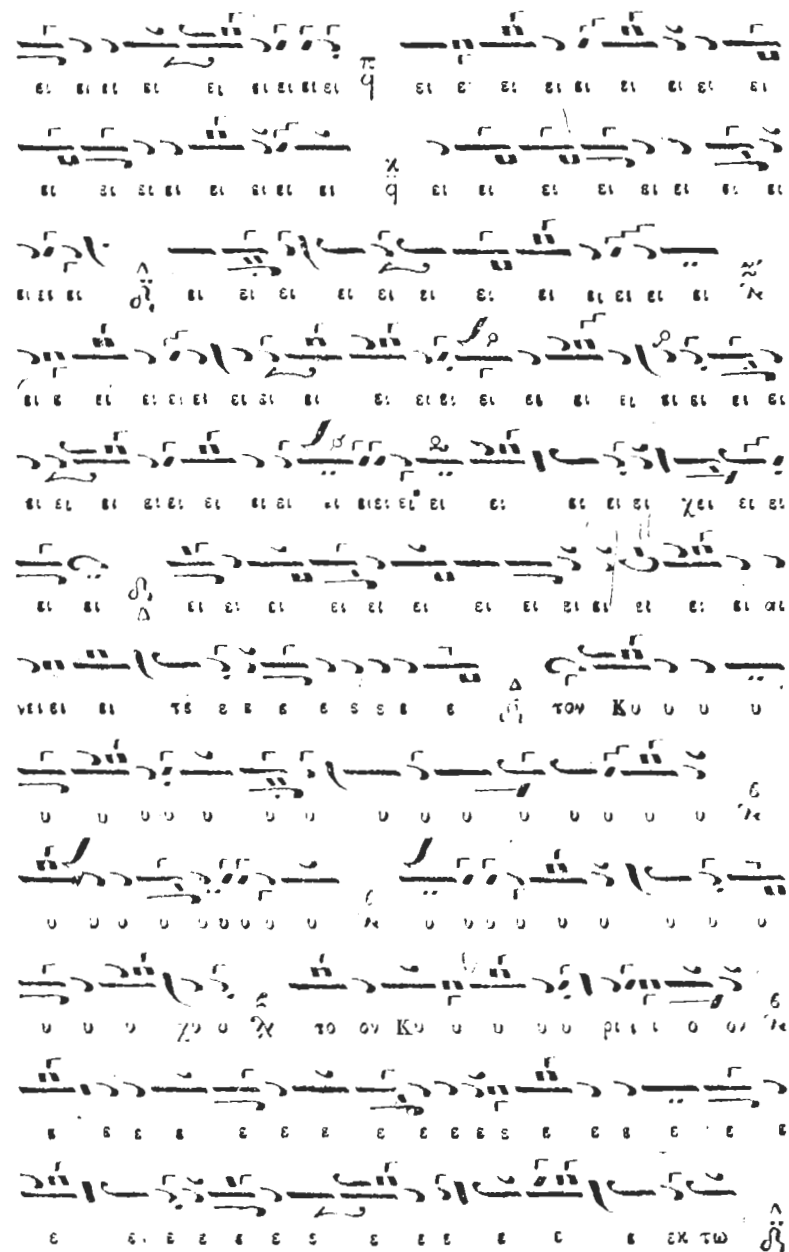 ει ει ει ει ει ει ει ει ει π q ει ει ει ει ει ει ει ει
ει ει ει ει ει ει ει ει q ει ει ει ει ει ει ει ει
ει ει ει Δ ει ει ει ει ει ει ει ει ει ει ει ει
ει ε ει ει ει ει ει ει ει ει ει ει ει ει ει ει ει ει ει ει
ει ει ει ει ει ει ει ει ει ει ει ει ει ει ει ει ει χει ει ει
ει ει Δ ει ει ει ει ει ει ει ει ει ει ει ει ει αι
νει ει ει τε ε ε ε ε ε ε ε ε Δ τον Κυ υ υ υ
υ υ υ υ υ υ υ υ υ υ υ υ υ υ
υ υ υ υ υ υ υ υ υ υ υ υ υ υ υ υ υ υ
υ υ υ χυ υ το ον Κυ υ υ υ υ ρι ι ι ο ον
ε ε ε ε ε ε ε ε ε ε ε ε ε ε ε ε ε ε
ε ε ε ε ε ε ε ε ε ε ε ε ε εκ τω Δ